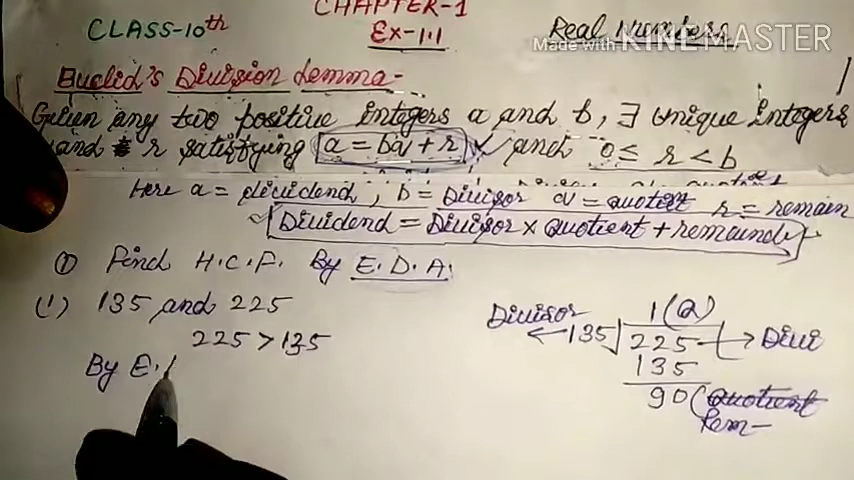 CHAPTER-1
CLASS-10th
Ex-1.1
Real Numbers
Made with KINEMASTER
Euclid's Division Lemma-
Given any two positive integers a and b, ∃ unique integers
and r satisfying a = bq + r and 0 ≤ r < b
Here a = dividend, b = Divisor q = quotient r = remain
Dividend = Divisor × Quotient + remainder
① Find H.C.F. By E.D.A.
(1) 135 and 225
225 > 135
By E.
1(Q)
Divisor ← 135 225 → Divi
135
90 (Quotient
Rem-